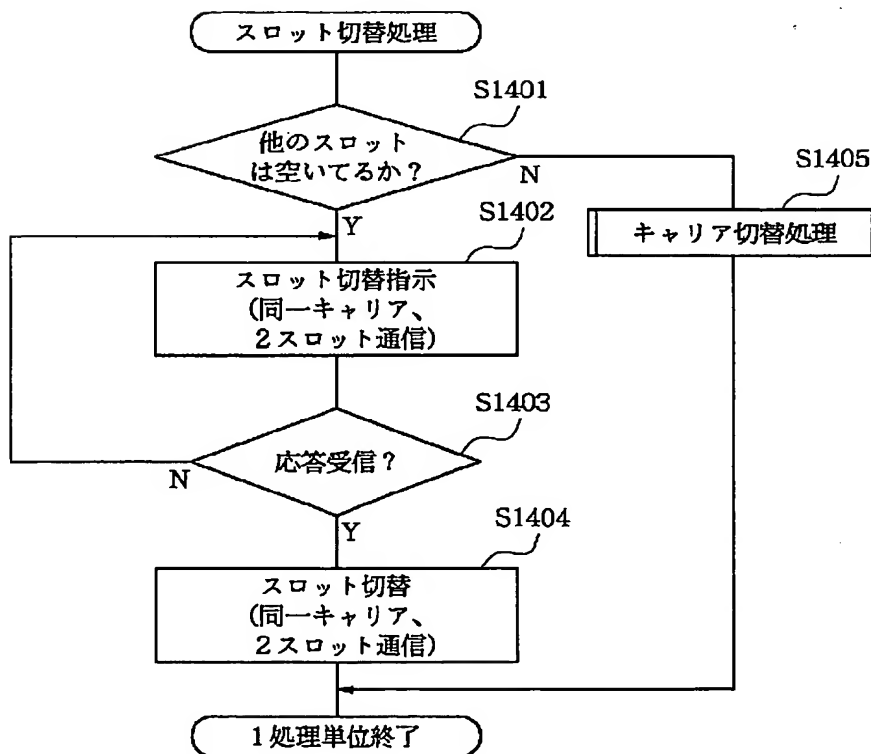 スロット切替処理
S1401
他のスロット
は空いてるか？
N
Y
S1405
キャリア切替処理
S1402
スロット切替指示
(同一キャリア、
２スロット通信)
S1403
応答受信？
N
Y
S1404
スロット切替
(同一キャリア、
２スロット通信)
１処理単位終了